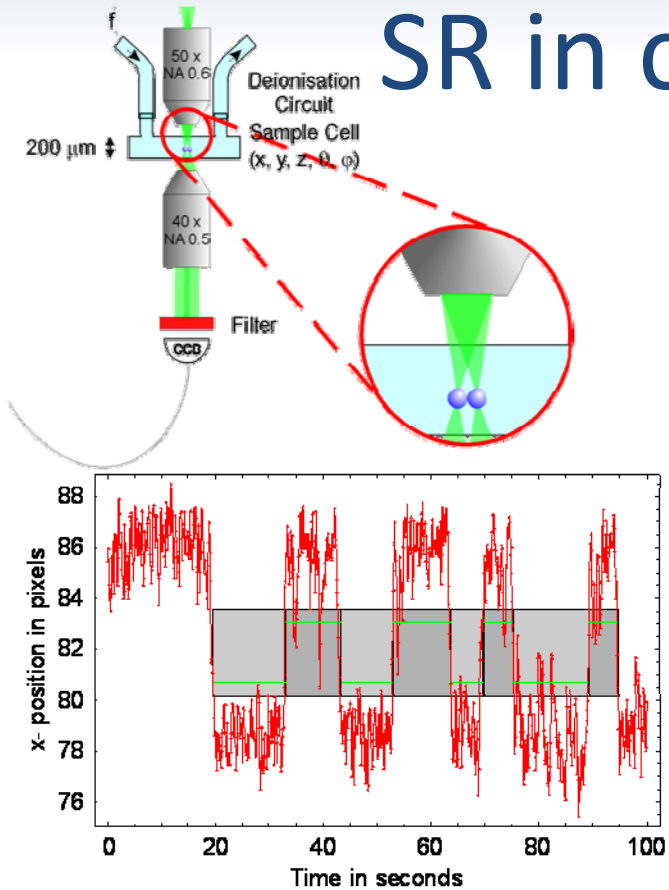 SR in c
f
50 x
NA 0.6
Deionisation
Circuit
Sample Cell
(x, y, z, θ, φ)
200 μm
40 x
NA 0.5
Filter
CCD
x- position in pixels
88
86
84
82
80
78
76
0 20 40 60 80 100
Time in seconds